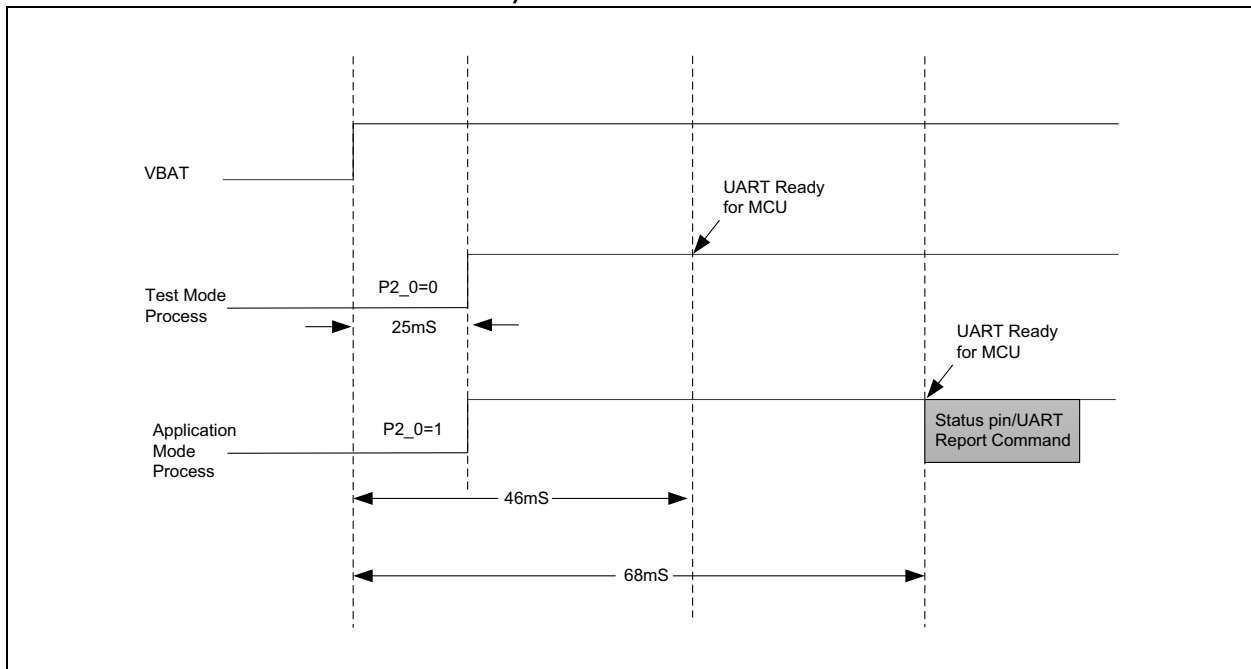 VBAT
UART Ready
for MCU
P2_0=0
Test Mode
Process
25mS
UART Ready
for MCU
P2_0=1
Application
Mode
Process
Status pin/UART
Report Command
46mS
68mS